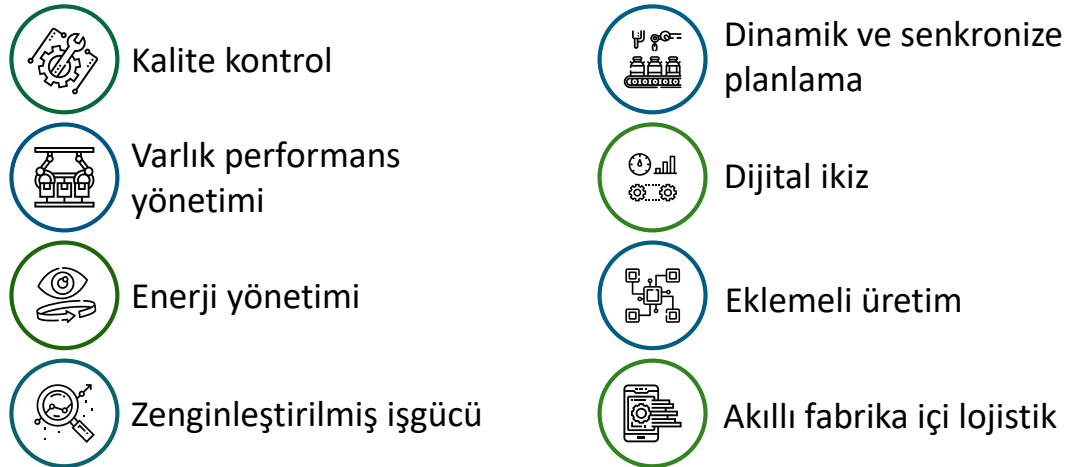 Kalite kontrol
Varlık performans
yönetimi
Enerji yönetimi
Zenginleştirilmiş işgücü
Dinamik ve senkronize
planlama
Dijital ikiz
Eklemeli üretim
Akıllı fabrika içi lojistik